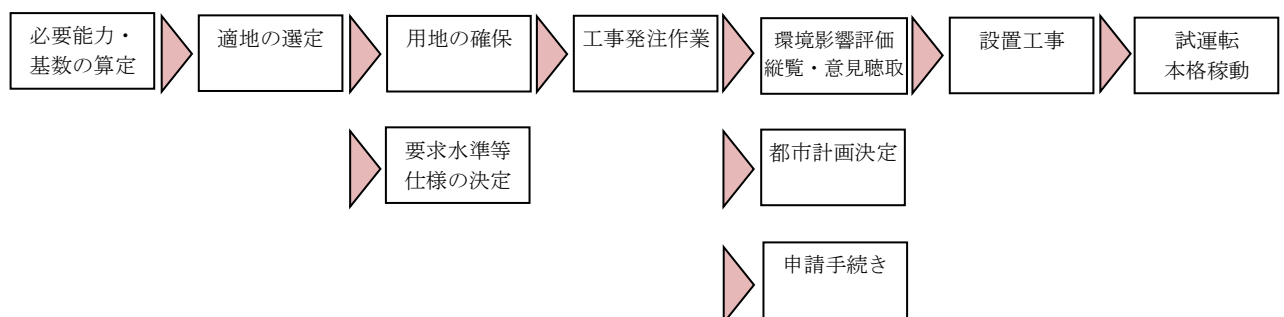 必要能力・
基数の算定
適地の選定
用地の確保
工事発注作業
環境影響評価
縦覧・意見聴取
設置工事
試運転
本格稼動
要求水準等
仕様の決定
都市計画決定
申請手続き